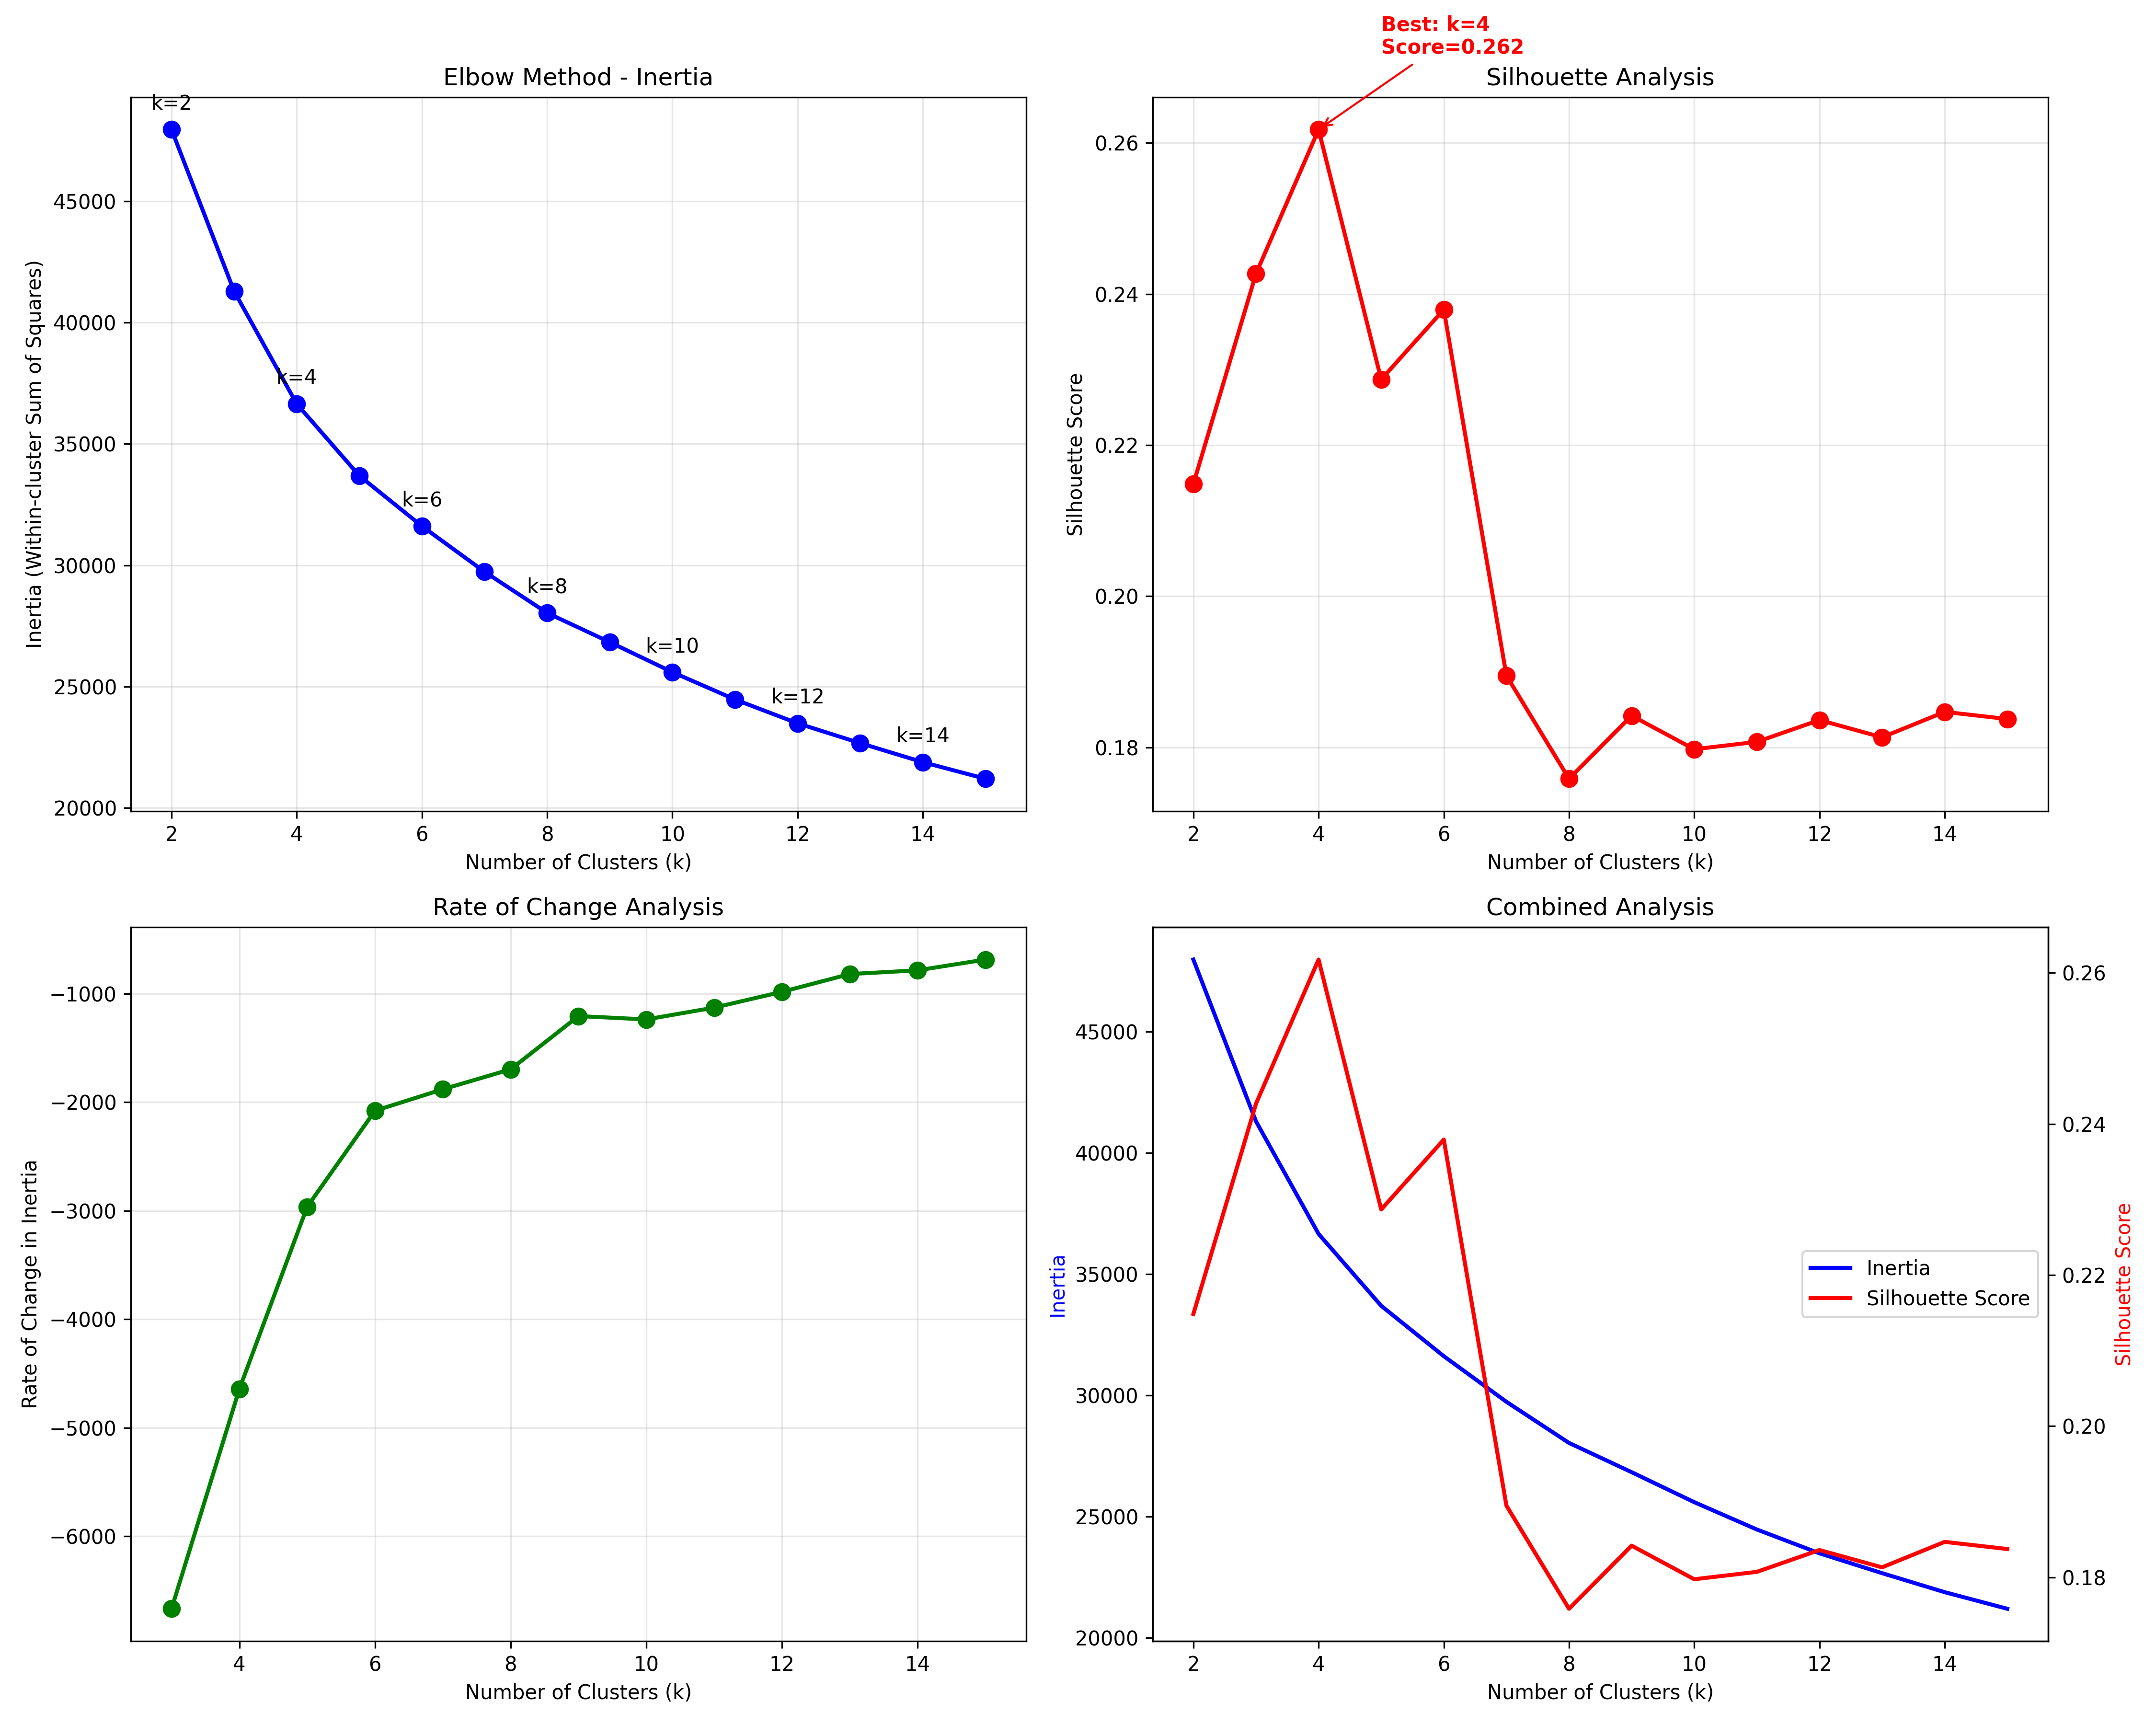 Best: k=4
Score=0.262
Elbow Method - Inertia
k=2
k=4
k=6
k=8
k=10
k=12
k=14
45000
40000
35000
30000
25000
20000
2 4 6 8 10 12 14
Number of Clusters (k)
Inertia (Within-cluster Sum of Squares)
Silhouette Analysis
0.26
0.24
0.22
0.20
0.18
2 4 6 8 10 12 14
Number of Clusters (k)
Silhouette Score
Rate of Change Analysis
−1000
−2000
−3000
−4000
−5000
−6000
4 6 8 10 12 14
Number of Clusters (k)
Rate of Change in Inertia
Combined Analysis
45000
40000
35000
30000
25000
20000
Inertia
2 4 6 8 10 12 14
Number of Clusters (k)
Inertia
Silhouette Score
0.26
0.24
0.22
0.20
0.18
Silhouette Score